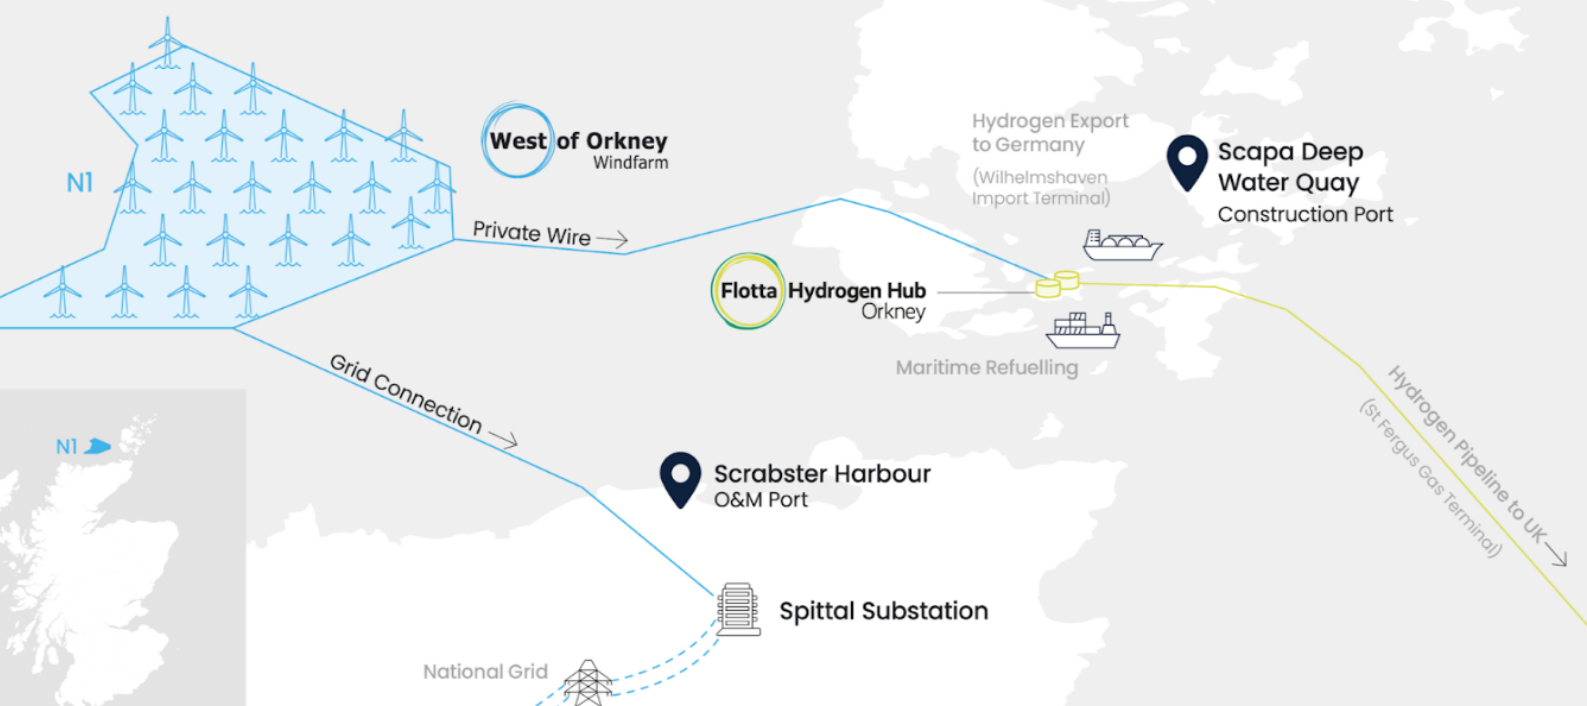 N1
West of Orkney
Windfarm
Private Wire
Hydrogen Export
to Germany
(Wilhelmshaven
Import Terminal)
Scapa Deep
Water Quay
Construction Port
Flotta Hydrogen Hub
Orkney
Maritime Refuelling
Grid Connection
Hydrogen Pipeline to UK
(St Fergus Gas Terminal)
N1
Scrabster Harbour
O&M Port
Spittal Substation
National Grid